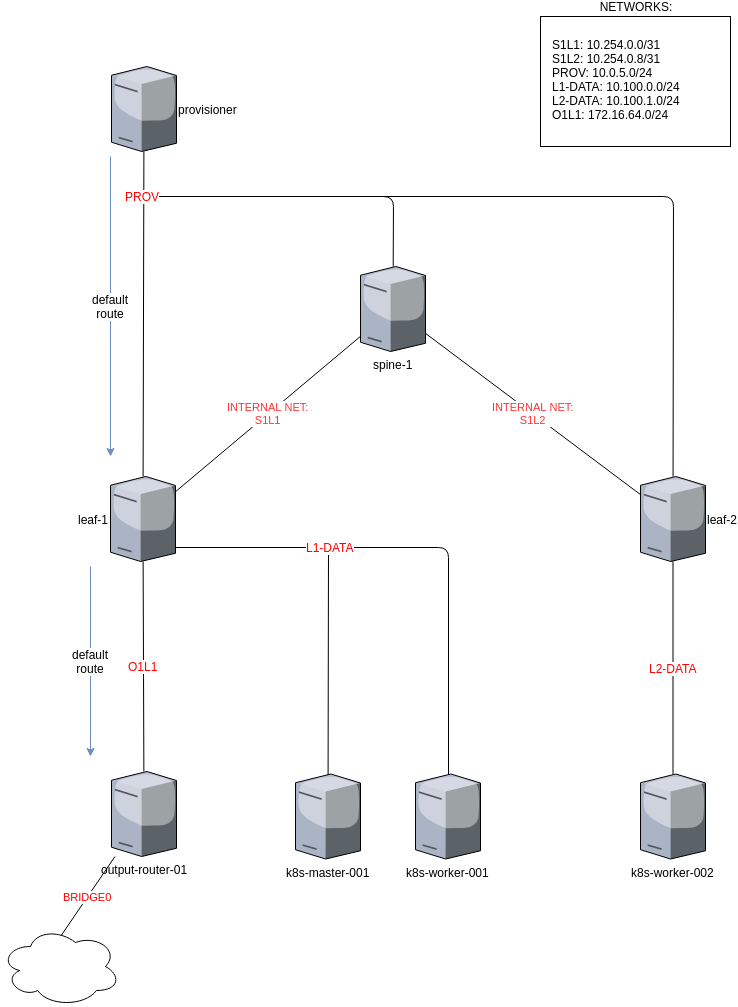 NETWORKS:
S1L1: 10.254.0.0/31
S1L2: 10.254.0.8/31
PROV: 10.0.5.0/24
L1-DATA: 10.100.0.0/24
L2-DATA: 10.100.1.0/24
O1L1: 172.16.64.0/24
provisioner
PROV
default
route
spine-1
INTERNAL NET:
S1L1
INTERNAL NET:
S1L2
leaf-1
leaf-2
L1-DATA
default
route
O1L1
L2-DATA
output-router-01
k8s-master-001
k8s-worker-001
k8s-worker-002
BRIDGE0